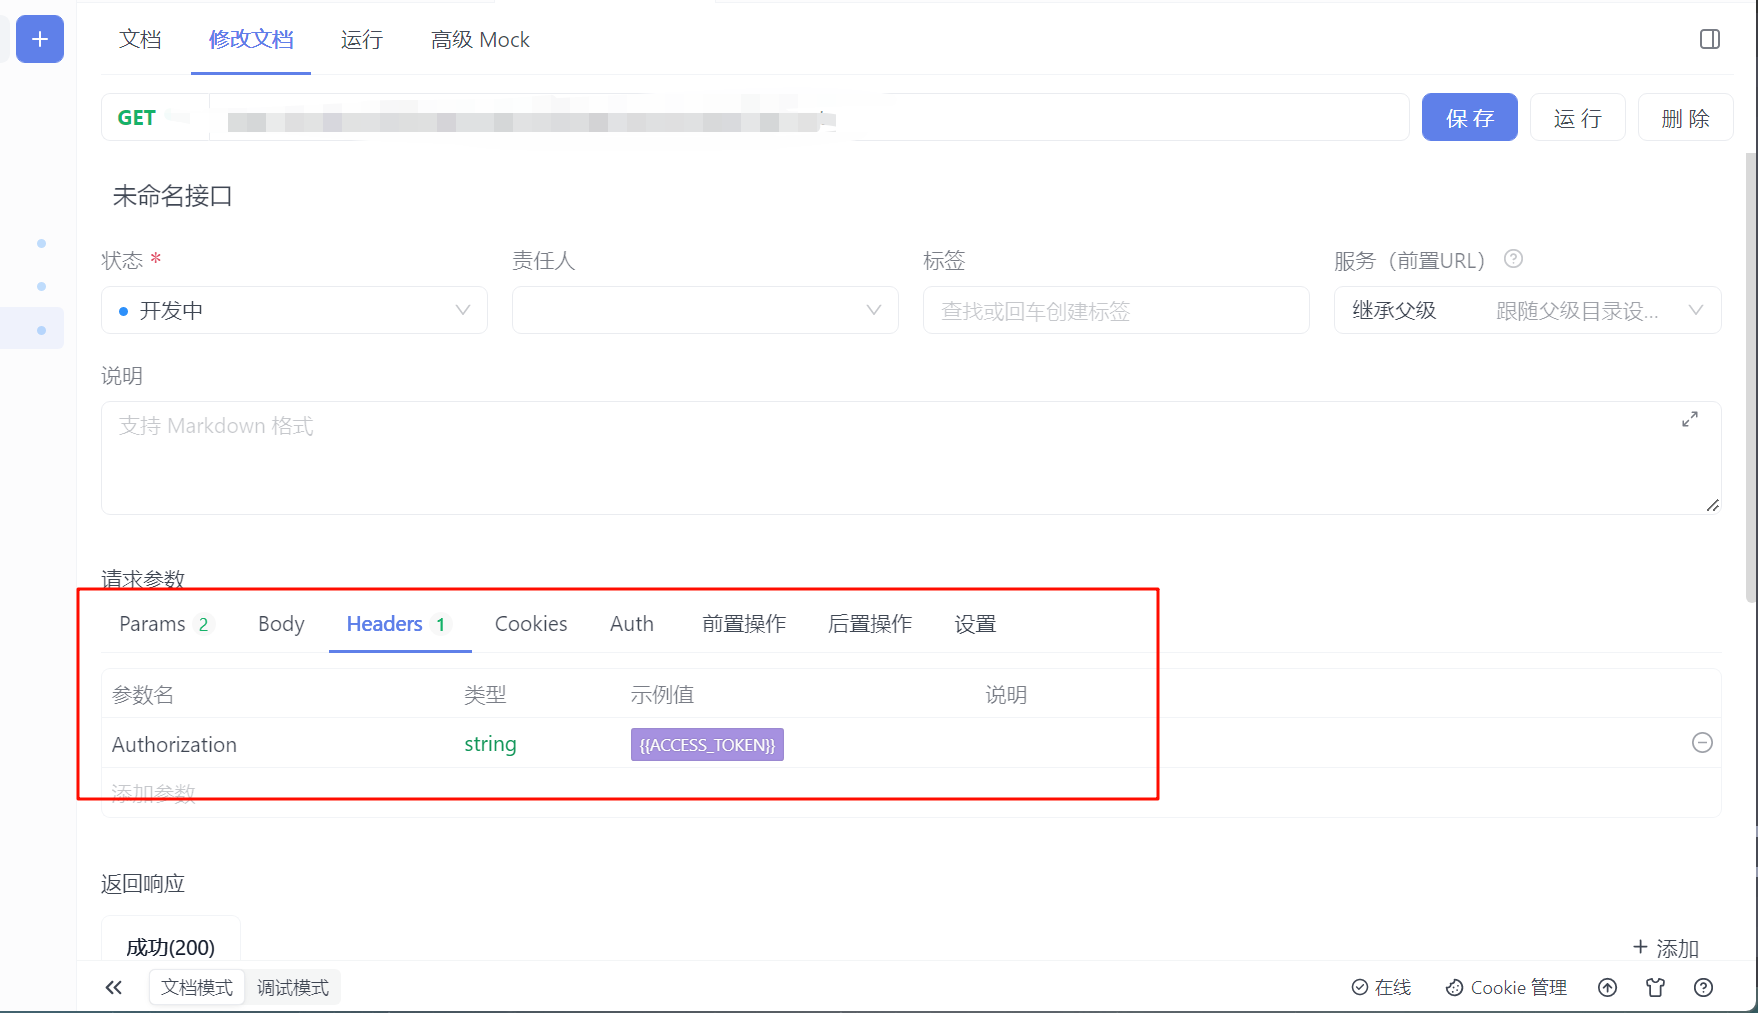 文档 修改文档 运行 高级 Mock
GET 保 存 运 行 删 除
未命名接口
状态 * 责任人 标签 服务（前置URL）
开发中 查找或回车创建标签 继承父级 跟随父级目录设...
说明
支持 Markdown 格式
请求参数
Params 2 Body Headers 1 Cookies Auth 前置操作 后置操作 设置
参数名 类型 示例值 说明
Authorization string {{ACCESS_TOKEN}}
添加参数
返回响应
成功(200) + 添加
文档模式 调试模式 在线 Cookie 管理